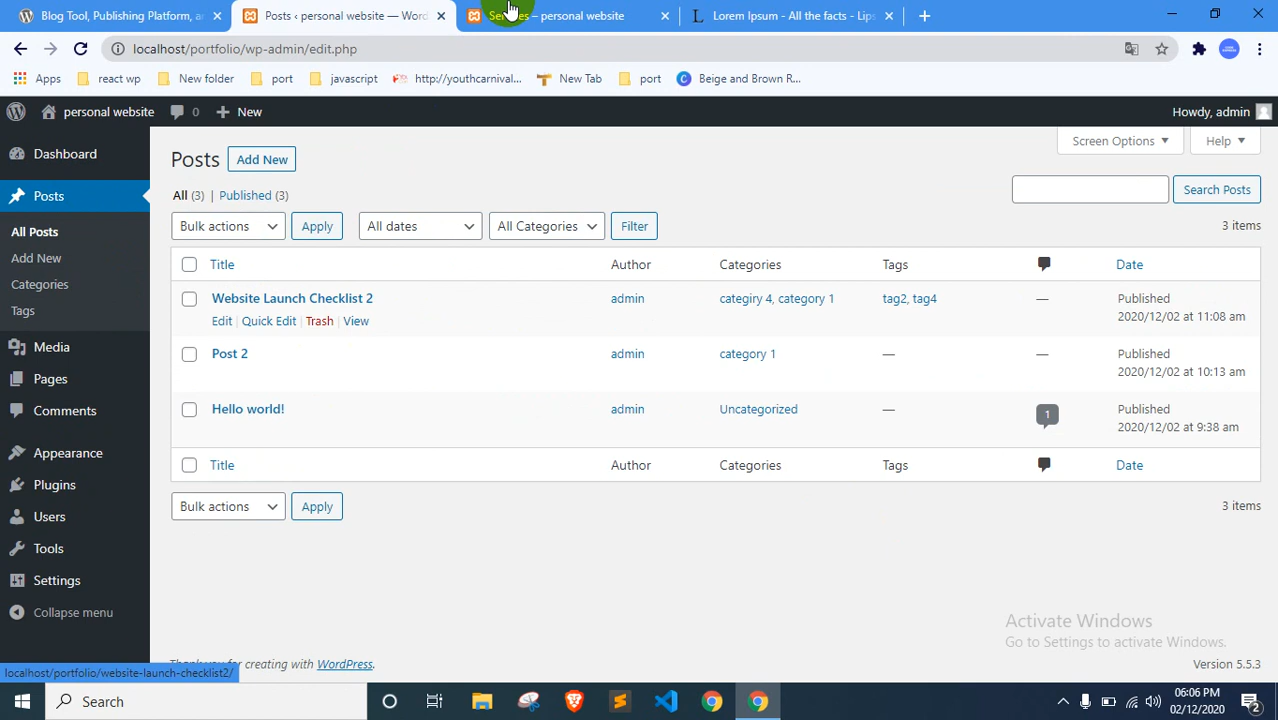 Blog Tool, Publishing Platform, a
Posts ‹ personal website — Word
– personal website
Lorem Ipsum - All the facts - Lips
localhost/portfolio/wp-admin/edit.php
Apps
react wp
New folder
port
javascript
http://youthcarnival...
New Tab
port
Beige and Brown R...
personal website
0
New
Howdy, admin
Dashboard
Posts
All Posts
Add New
Categories
Tags
Media
Pages
Comments
Appearance
Plugins
Users
Tools
Settings
Collapse menu
Screen Options
Help
Posts
Add New
All (3) | Published (3)
Search Posts
Bulk actions
Apply
All dates
All Categories
Filter
3 items
Title
Author
Categories
Tags
Date
Website Launch Checklist 2
admin
categiry 4, category 1
tag2, tag4
—
Published
2020/12/02 at 11:08 am
Edit | Quick Edit | Trash | View
Post 2
admin
category 1
—
—
Published
2020/12/02 at 10:13 am
Hello world!
admin
Uncategorized
—
1
Published
2020/12/02 at 9:38 am
Title
Author
Categories
Tags
Date
Bulk actions
Apply
3 items
Activate Windows
Go to Settings to activate Windows.
Thank you for creating with WordPress.
Version 5.5.3
localhost/portfolio/website-launch-checklist2/
Search
06:06 PM
02/12/2020
2